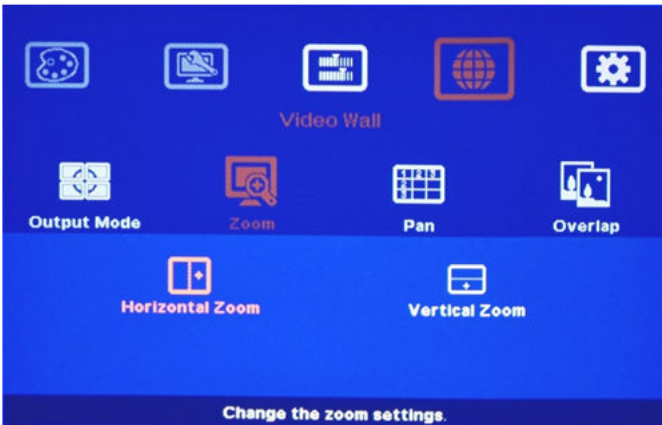 Video Wall
Output Mode
Zoom
Pan
Overlap
Horizontal Zoom
Vertical Zoom
Change the zoom settings.